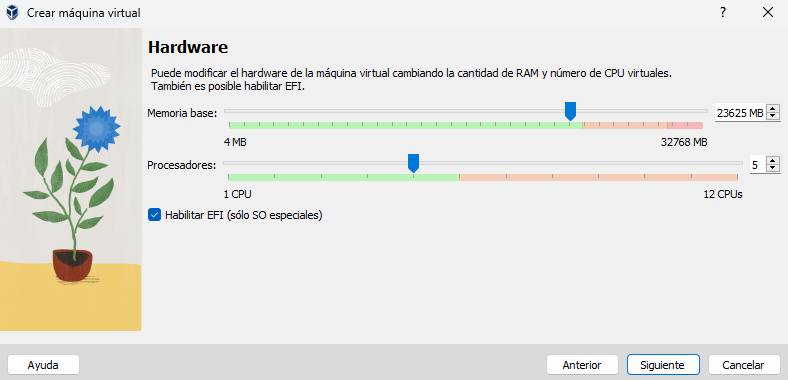 Crear máquina virtual
Hardware
Puede modificar el hardware de la máquina virtual cambiando la cantidad de RAM y número de CPU virtuales.
También es posible habilitar EFI.
Memoria base: 23625 MB
4 MB 32768 MB
Procesadores: 5
1 CPU 12 CPUs
Habilitar EFI (sólo SO especiales)
Ayuda Anterior Siguiente Cancelar